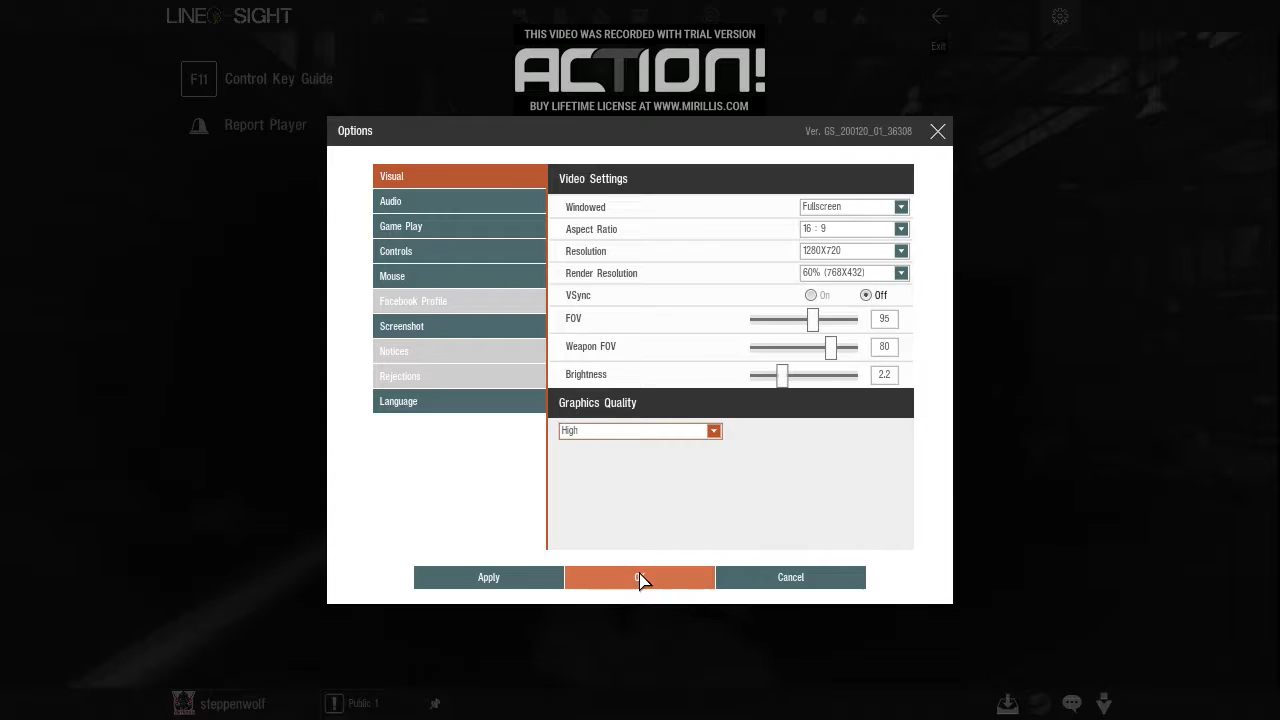 LINE OF SIGHT
THIS VIDEO WAS RECORDED WITH TRIAL VERSION
ACTION!
BUY LIFETIME LICENSE AT WWW.MIRILLIS.COM
Exit
F11 Control Key Guide
Report Player
Options
Ver. GS_200120_01_36308
Visual
Audio
Game Play
Controls
Mouse
Facebook Profile
Screenshot
Notices
Rejections
Language
Video Settings
Windowed Fullscreen
Aspect Ratio 16 : 9
Resolution 1280X720
Render Resolution 60% (768X432)
VSync On Off
FOV 95
Weapon FOV 80
Brightness 2.2
Graphics Quality
High
Apply
Cancel
steppenwolf
Public 1